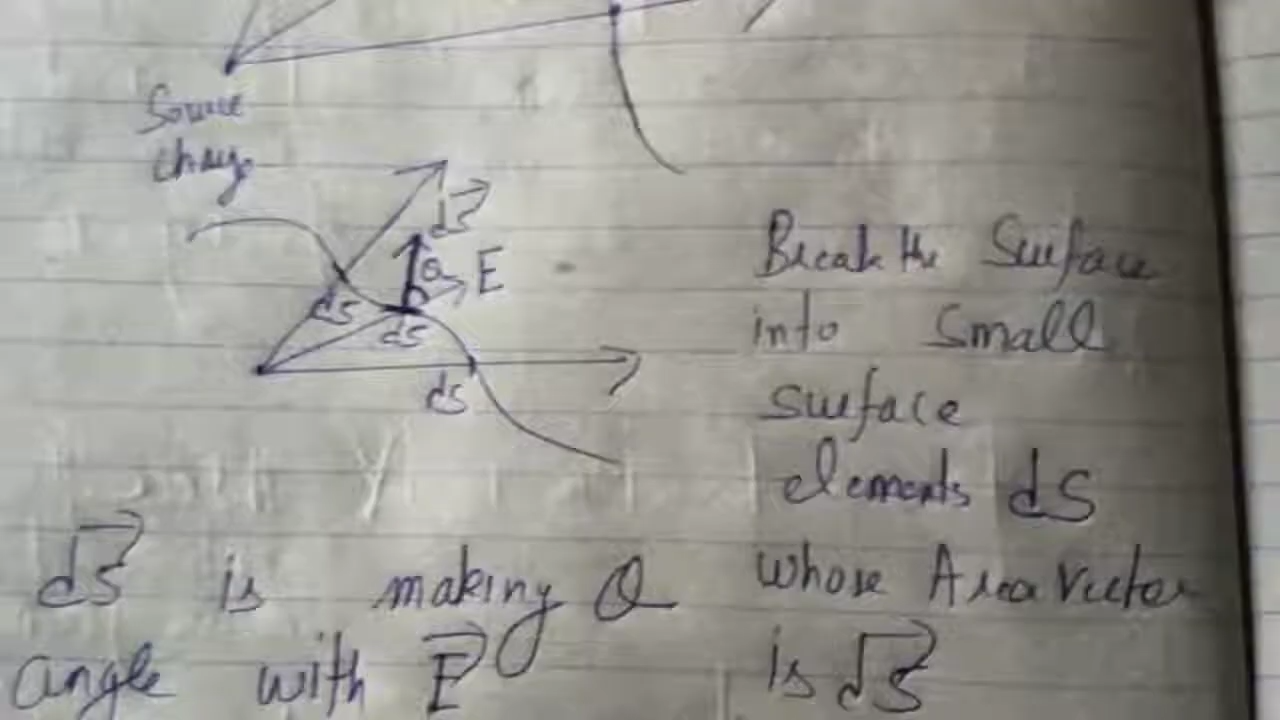 Source
charge
dS⃗
θ
E
dS
dS
dS
Break the Surface
into Small
surface
elements dS
whose Area Vector
is dS⃗
dS⃗ is making θ
angle with E⃗